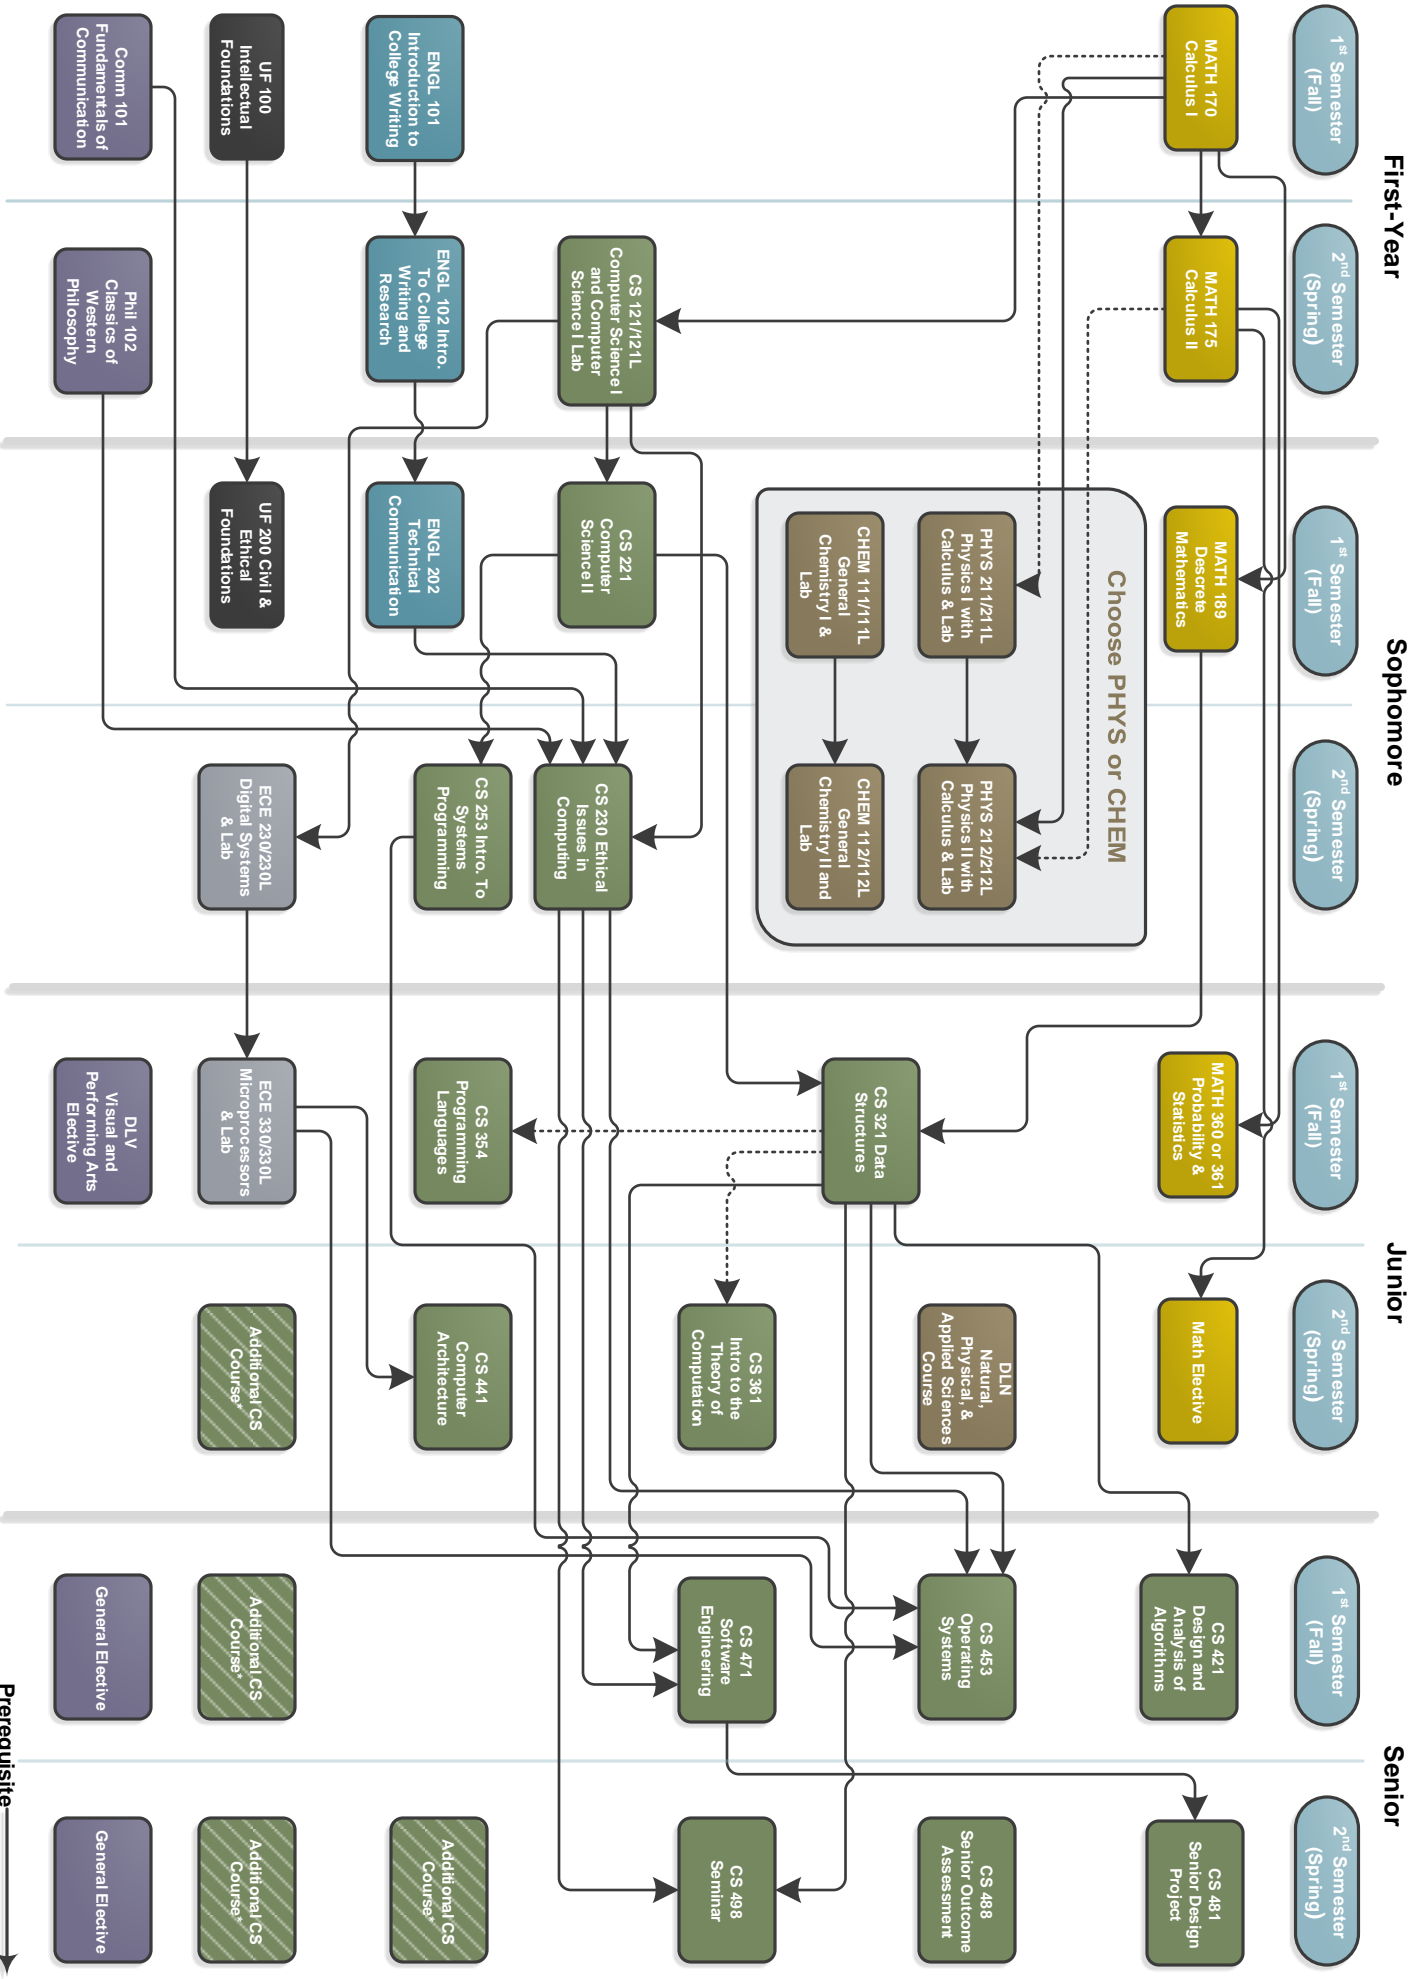 First-Year
Sophomore
Junior
Senior
1st Semester
(Fall)
2nd Semester
(Spring)
1st Semester
(Fall)
2nd Semester
(Spring)
1st Semester
(Fall)
2nd Semester
(Spring)
1st Semester
(Fall)
2nd Semester
(Spring)
MATH 170
Calculus I
MATH 175
Calculus II
MATH 189
Descrete
Mathematics
MATH 360 or 361
Probability &
Statistics
Math Elective
CS 421
Design and
Analysis of
Algorithms
CS 481
Senior Design
Project
Choose PHYS or CHEM
PHYS 211/211L
Physics I with
Calculus & Lab
PHYS 212/212L
Physics II with
Calculus & Lab
DLN
Natural,
Physical, &
Applied Sciences
Course
CS 453
Operating
Systems
CS 488
Senior Outcome
Assessment
CHEM 111/111L
General
Chemistry I &
Lab
CHEM 112/112L
General
Chemistry II and
Lab
CS 321 Data
Structures
CS 361
Intro to the
Theory of
Computation
CS 471
Software
Engineering
CS 498
Seminar
CS 121/121L
Computer Science I
and Computer
Science I Lab
CS 221
Computer
Science II
CS 230 Ethical
Issues in
Computing
ENGL 101
Introduction to
College Writing
ENGL 102 Intro.
To College
Writing and
Research
ENGL 202
Technical
Communication
CS 253 Intro. To
Systems
Programming
CS 354
Programming
Languages
CS 441
Computer
Architecture
Additional CS
Course*
UF 100
Intellectual
Foundations
UF 200 Civil &
Ethical
Foundations
ECE 230/230L
Digital Systems
& Lab
ECE 330/330L
Microprocessors
& Lab
Additional CS
Course*
Additional CS
Course*
Additional CS
Course*
Comm 101
Fundamentals of
Communication
Phil 102
Classics of
Western
Philosophy
DLV
Visual and
Performing Arts
Elective
General Elective
General Elective
Prerequisite